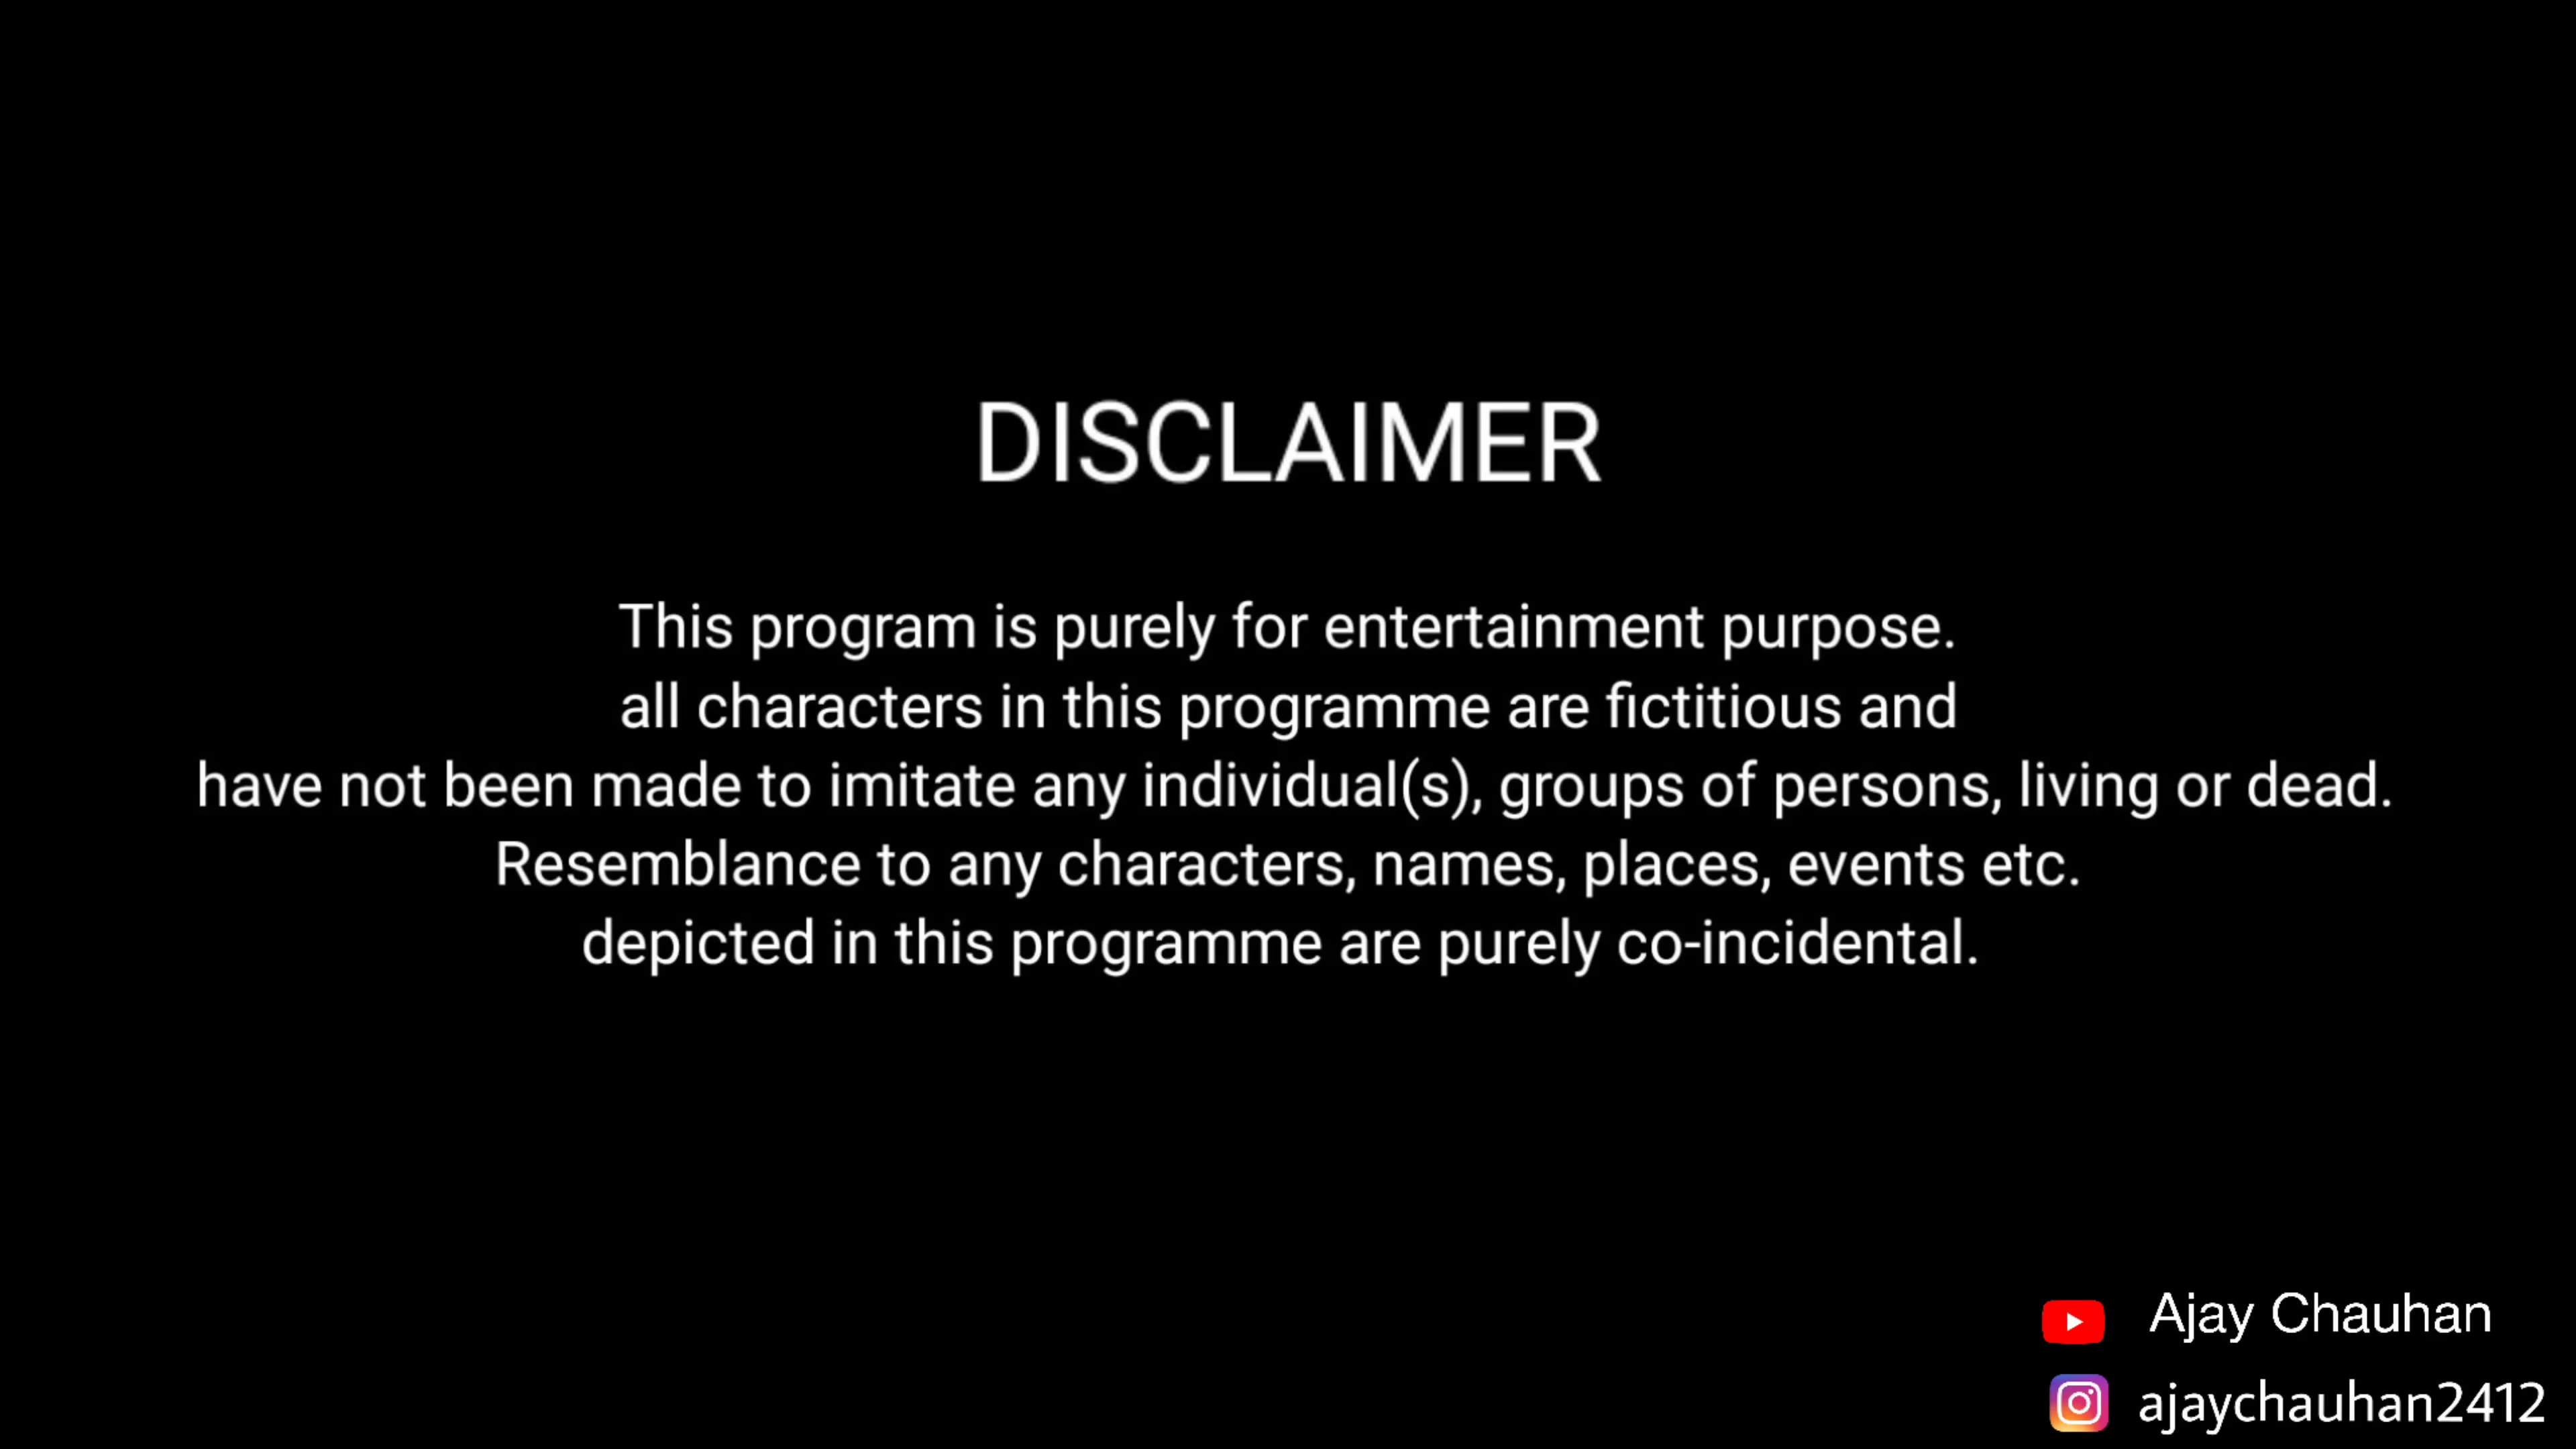 DISCLAIMER
This program is purely for entertainment purpose.
all characters in this programme are fictitious and
have not been made to imitate any individual(s), groups of persons, living or dead.
Resemblance to any characters, names, places, events etc.
depicted in this programme are purely co-incidental.
Ajay Chauhan
ajaychauhan2412